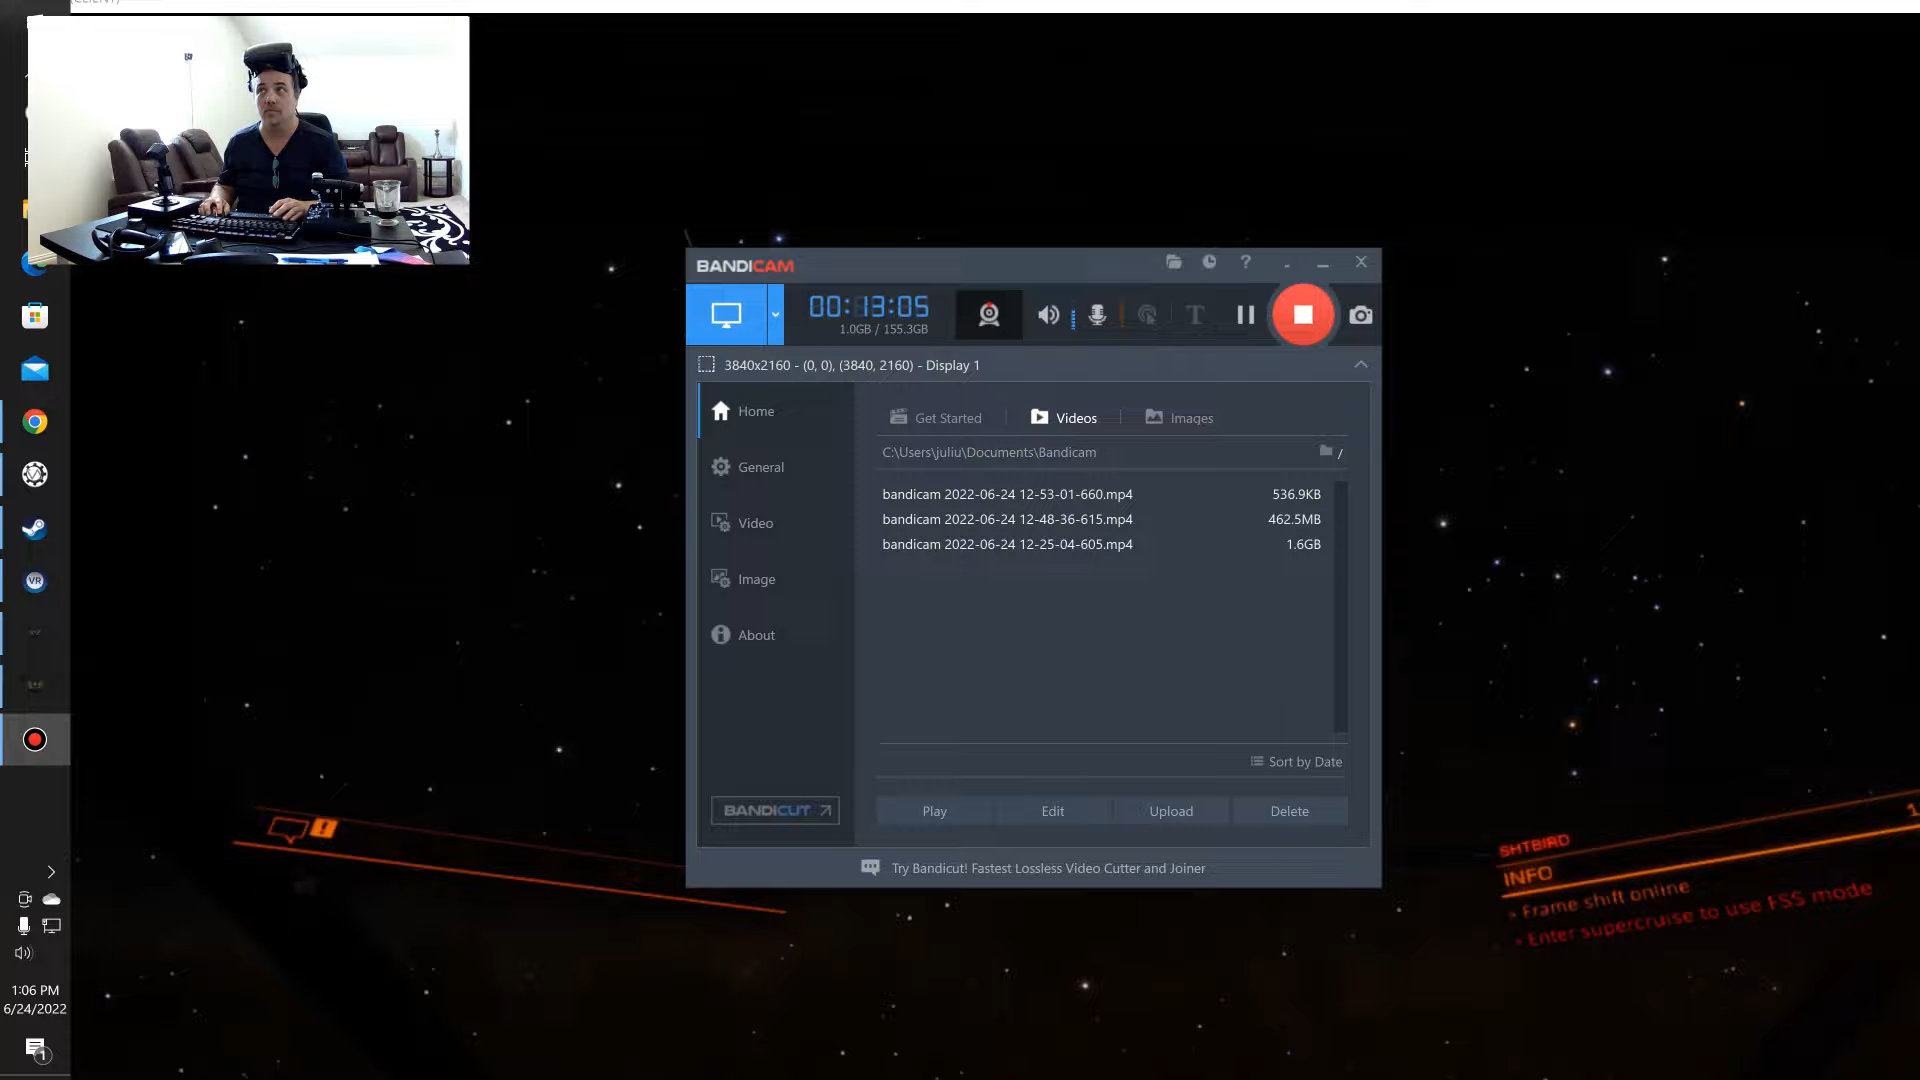 BANDICAM
?
00:13:05
1.0GB / 155.3GB
T
3840x2160 - (0, 0), (3840, 2160) - Display 1
Home
General
Video
Image
About
Get Started
Videos
Images
C:\Users\juliu\Documents\Bandicam
/
bandicam 2022-06-24 12-53-01-660.mp4 536.9KB
bandicam 2022-06-24 12-48-36-615.mp4 462.5MB
bandicam 2022-06-24 12-25-04-605.mp4 1.6GB
Sort by Date
BANDICUT
Play
Edit
Upload
Delete
Try Bandicut! Fastest Lossless Video Cutter and Joiner
VR
1:06 PM
6/24/2022
1
!
SHTBIRD
INFO
Frame shift online
Enter supercruise to use FSS mode